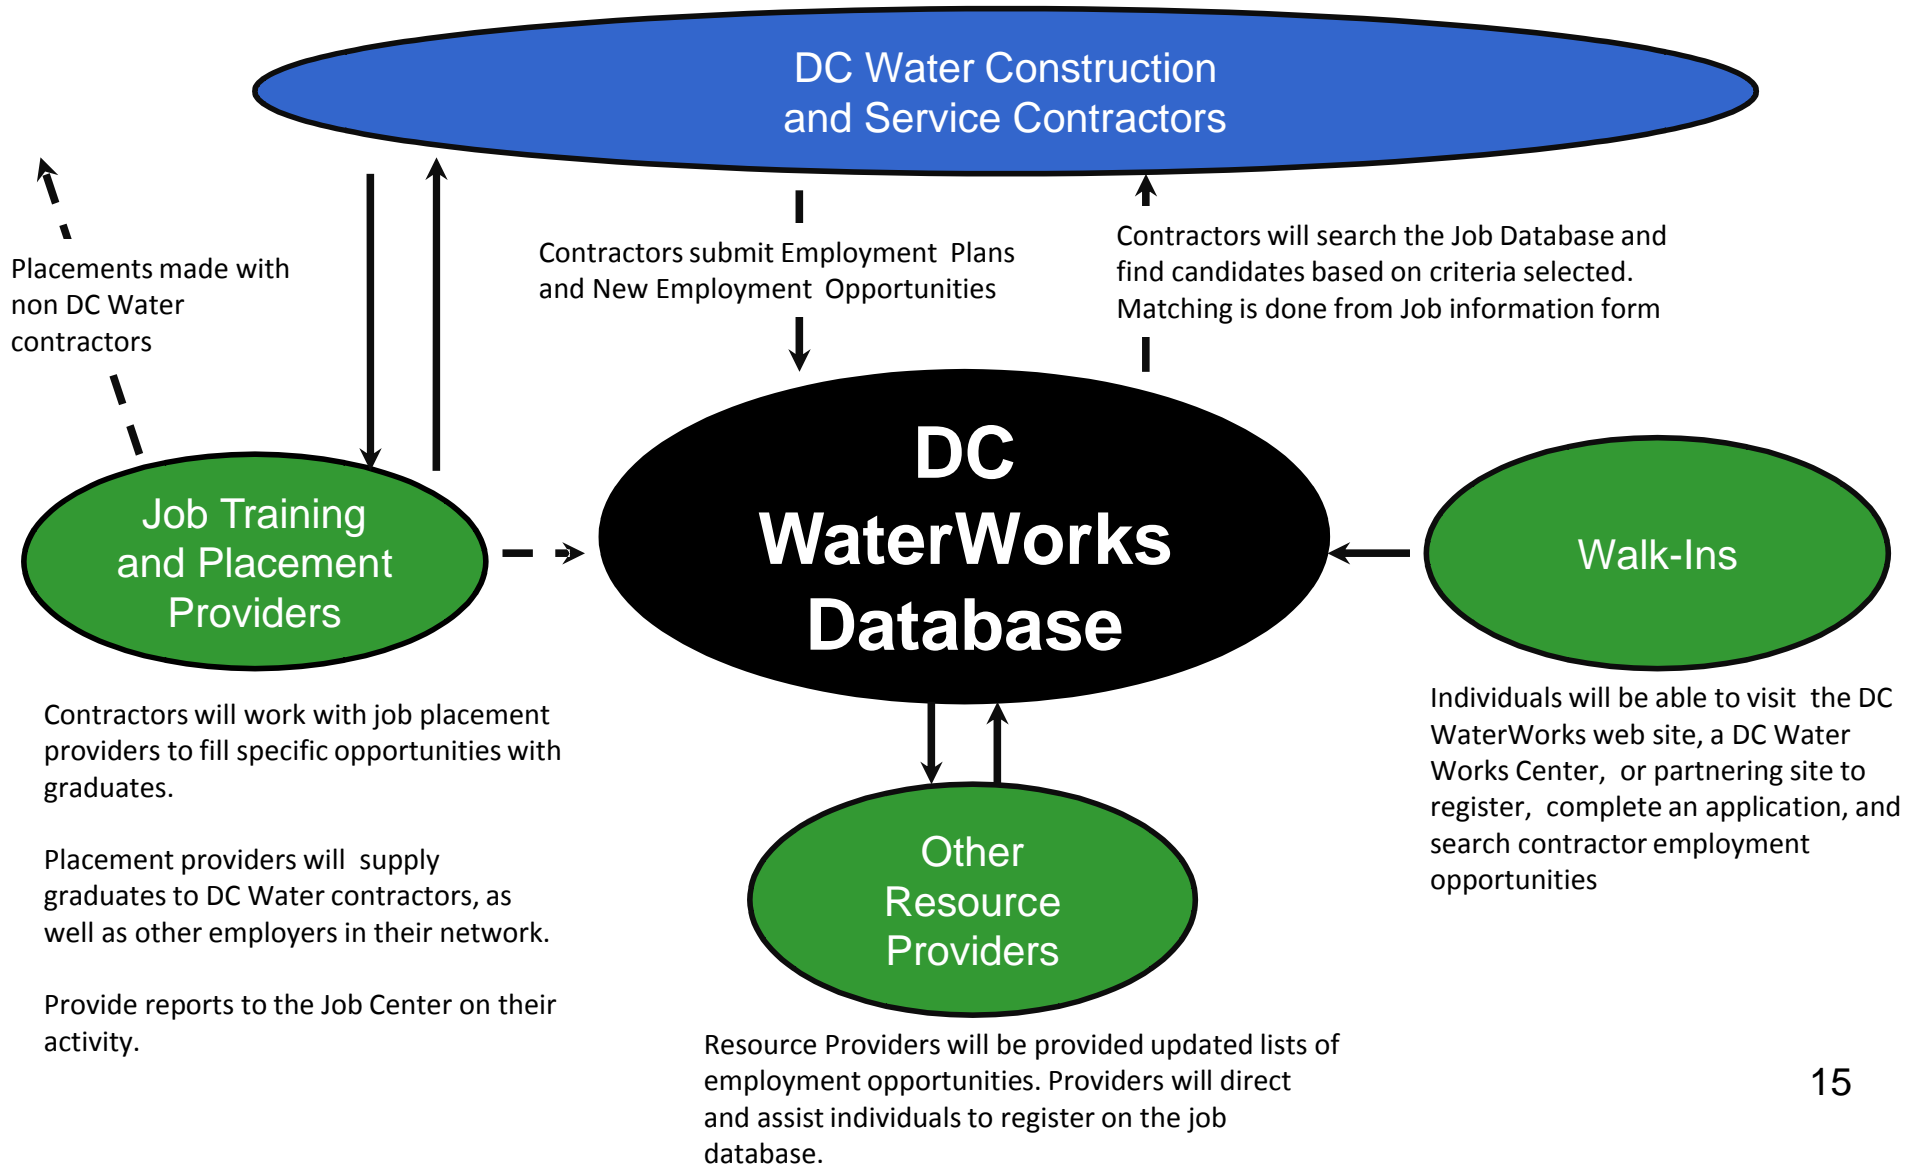 DC Water Construction
and Service Contractors
Placements made with
non DC Water
contractors
Contractors submit Employment Plans
and New Employment Opportunities
Contractors will search the Job Database and
find candidates based on criteria selected.
Matching is done from Job information form
Job Training
and Placement
Providers
DC
WaterWorks
Database
Walk-Ins
Contractors will work with job placement
providers to fill specific opportunities with
graduates.
Placement providers will supply
graduates to DC Water contractors, as
well as other employers in their network.
Provide reports to the Job Center on their
activity.
Other
Resource
Providers
Individuals will be able to visit the DC
WaterWorks web site, a DC Water
Works Center, or partnering site to
register, complete an application, and
search contractor employment
opportunities
Resource Providers will be provided updated lists of
employment opportunities. Providers will direct
and assist individuals to register on the job
database.
15